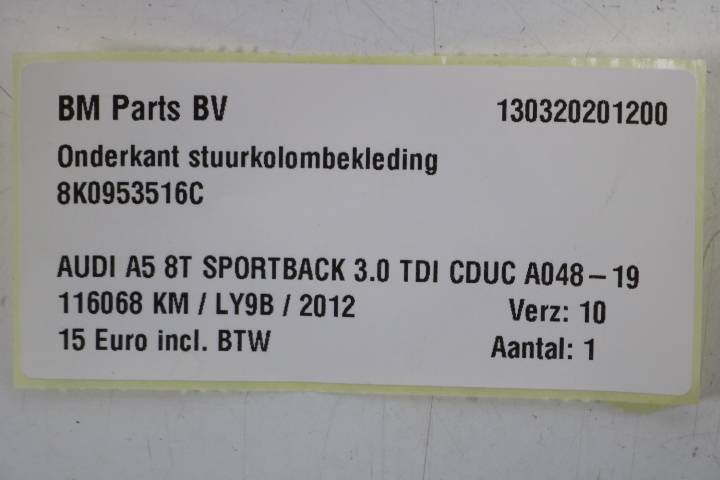 BM Parts BV 130320201200
Onderkant stuurkolombekleding
8K0953516C
AUDI A5 8T SPORTBACK 3.0 TDI CDUC A048-19
116068 KM / LY9B / 2012 Verz: 10
15 Euro incl. BTW Aantal: 1